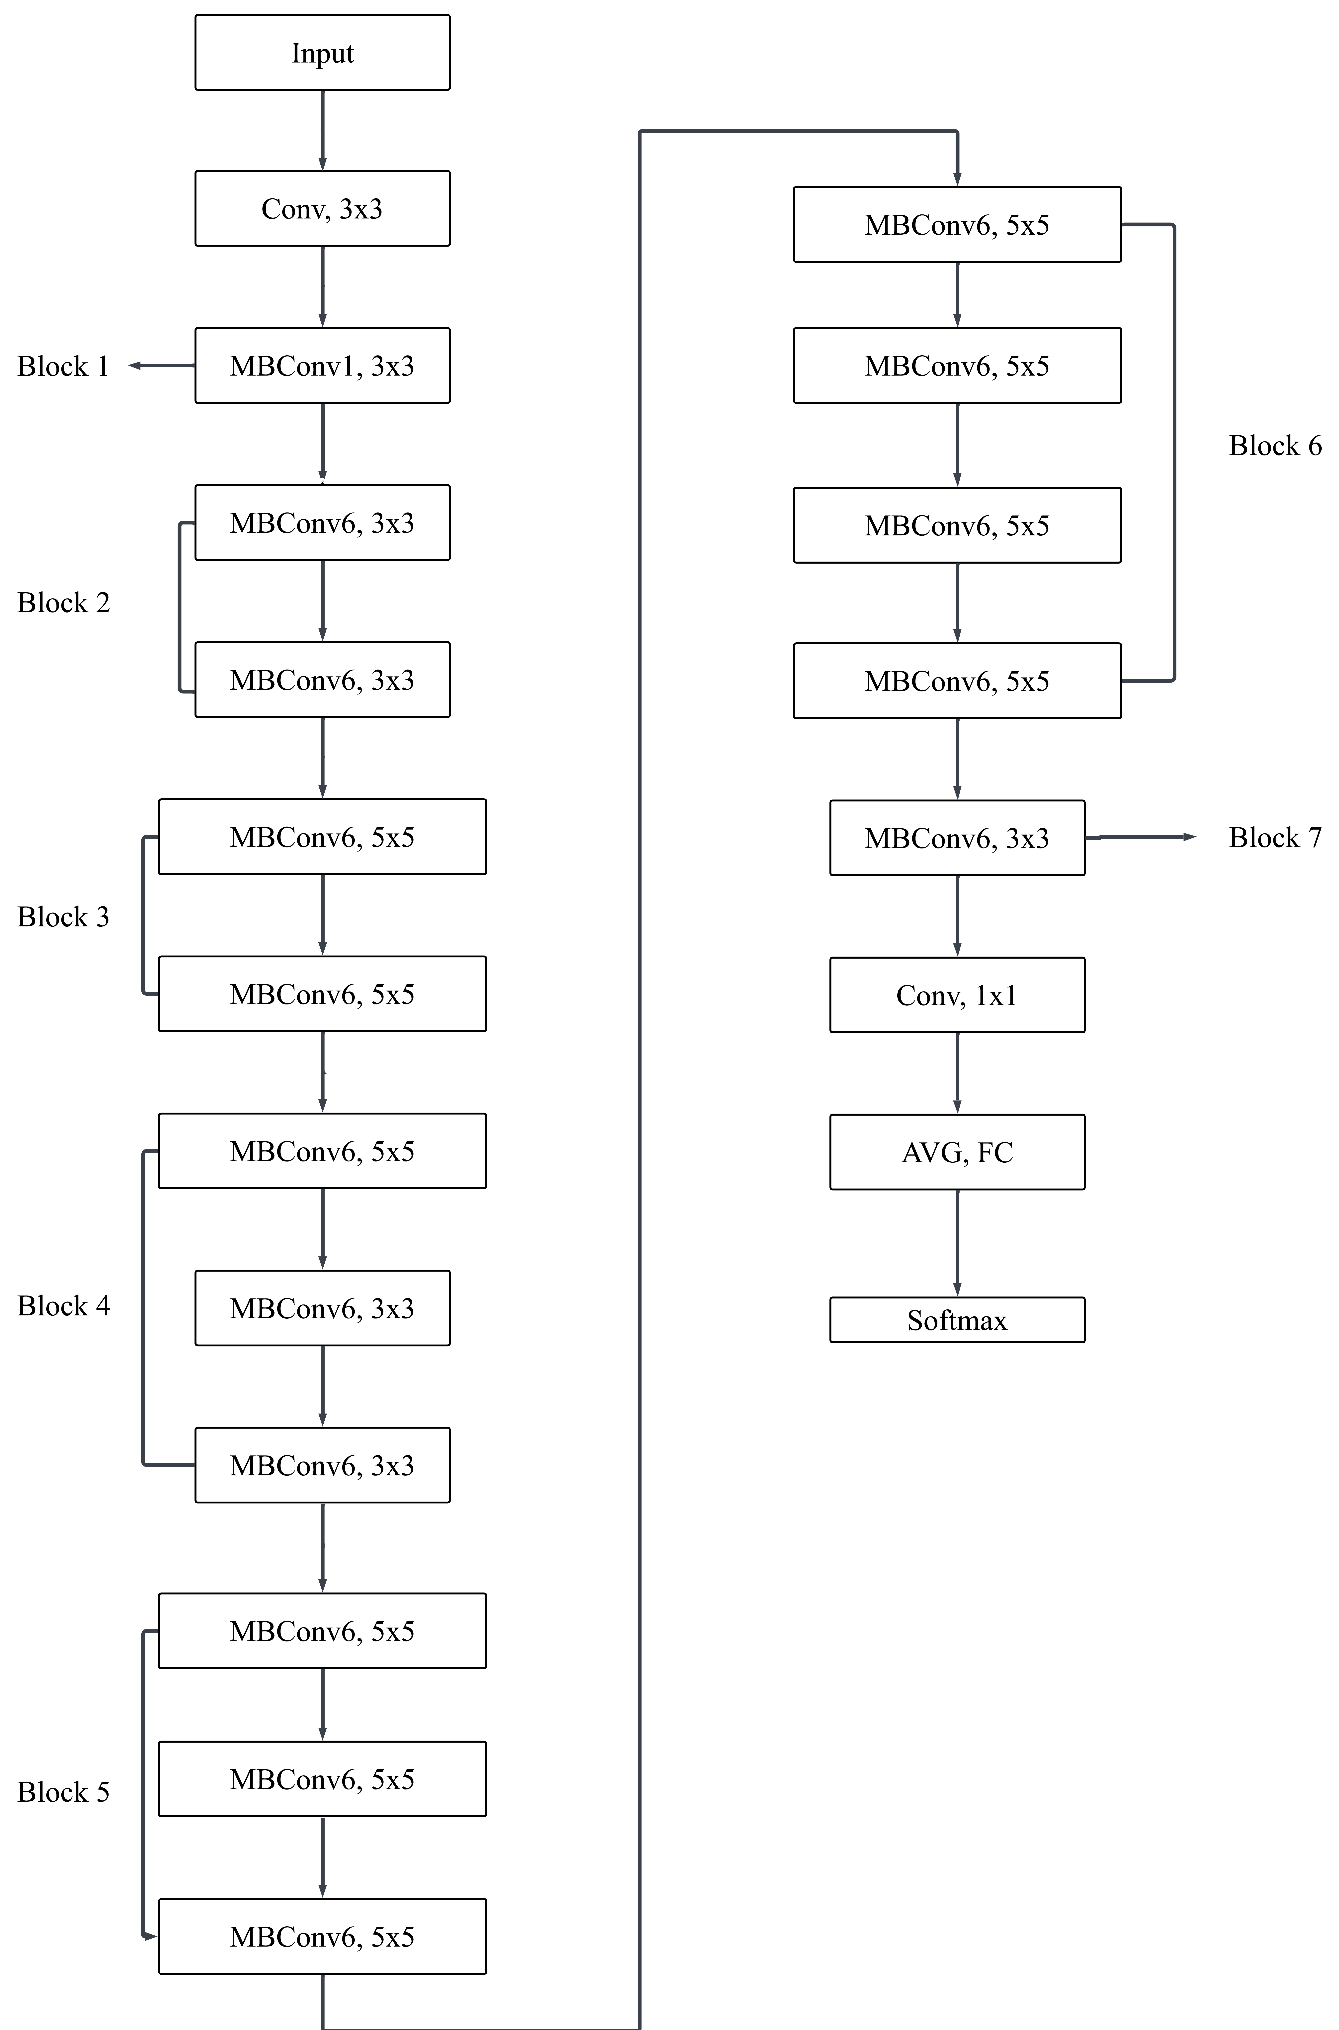 Input
Conv, 3x3
Block 1
MBConv1, 3x3
MBConv6, 3x3
Block 2
MBConv6, 3x3
MBConv6, 5x5
Block 3
MBConv6, 5x5
MBConv6, 5x5
Block 4
MBConv6, 3x3
MBConv6, 3x3
MBConv6, 5x5
Block 5
MBConv6, 5x5
MBConv6, 5x5
MBConv6, 5x5
MBConv6, 5x5
Block 6
MBConv6, 5x5
MBConv6, 5x5
MBConv6, 3x3
Block 7
Conv, 1x1
AVG, FC
Softmax